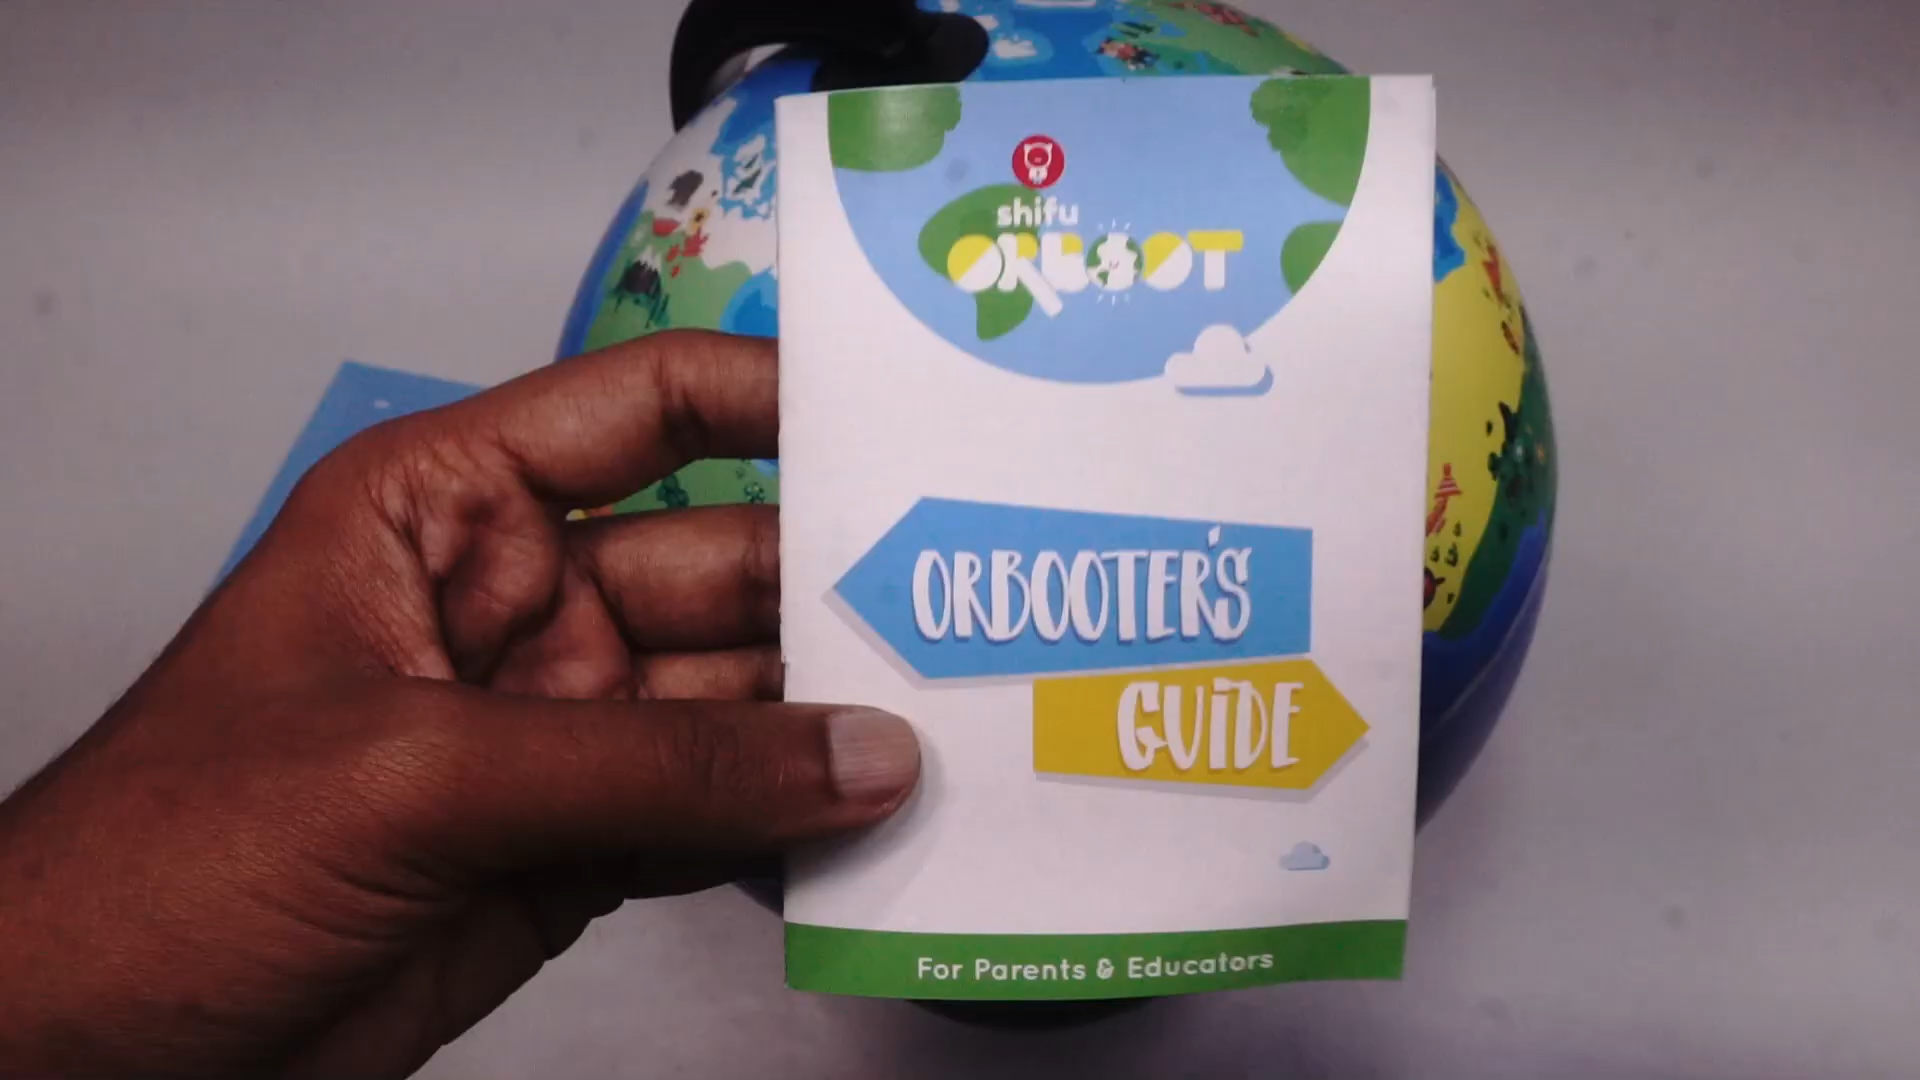 shifu
ORBOOT
ORBOOTER'S
GUiDE
For Parents & Educators